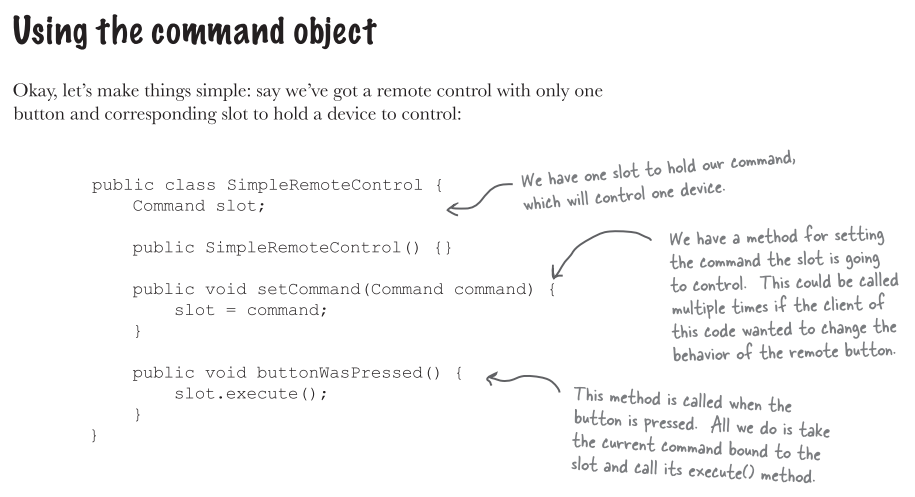 Using the command object
Okay, let's make things simple: say we've got a remote control with only one
button and corresponding slot to hold a device to control:
public class SimpleRemoteControl {
Command slot;
public SimpleRemoteControl() {}
public void setCommand(Command command) {
slot = command;
}
public void buttonWasPressed() {
slot.execute();
}
}
We have one slot to hold our command,
which will control one device.
We have a method for setting
the command the slot is going
to control. This could be called
multiple times if the client of
this code wanted to change the
behavior of the remote button.
This method is called when the
button is pressed. All we do is take
the current command bound to the
slot and call its execute() method.